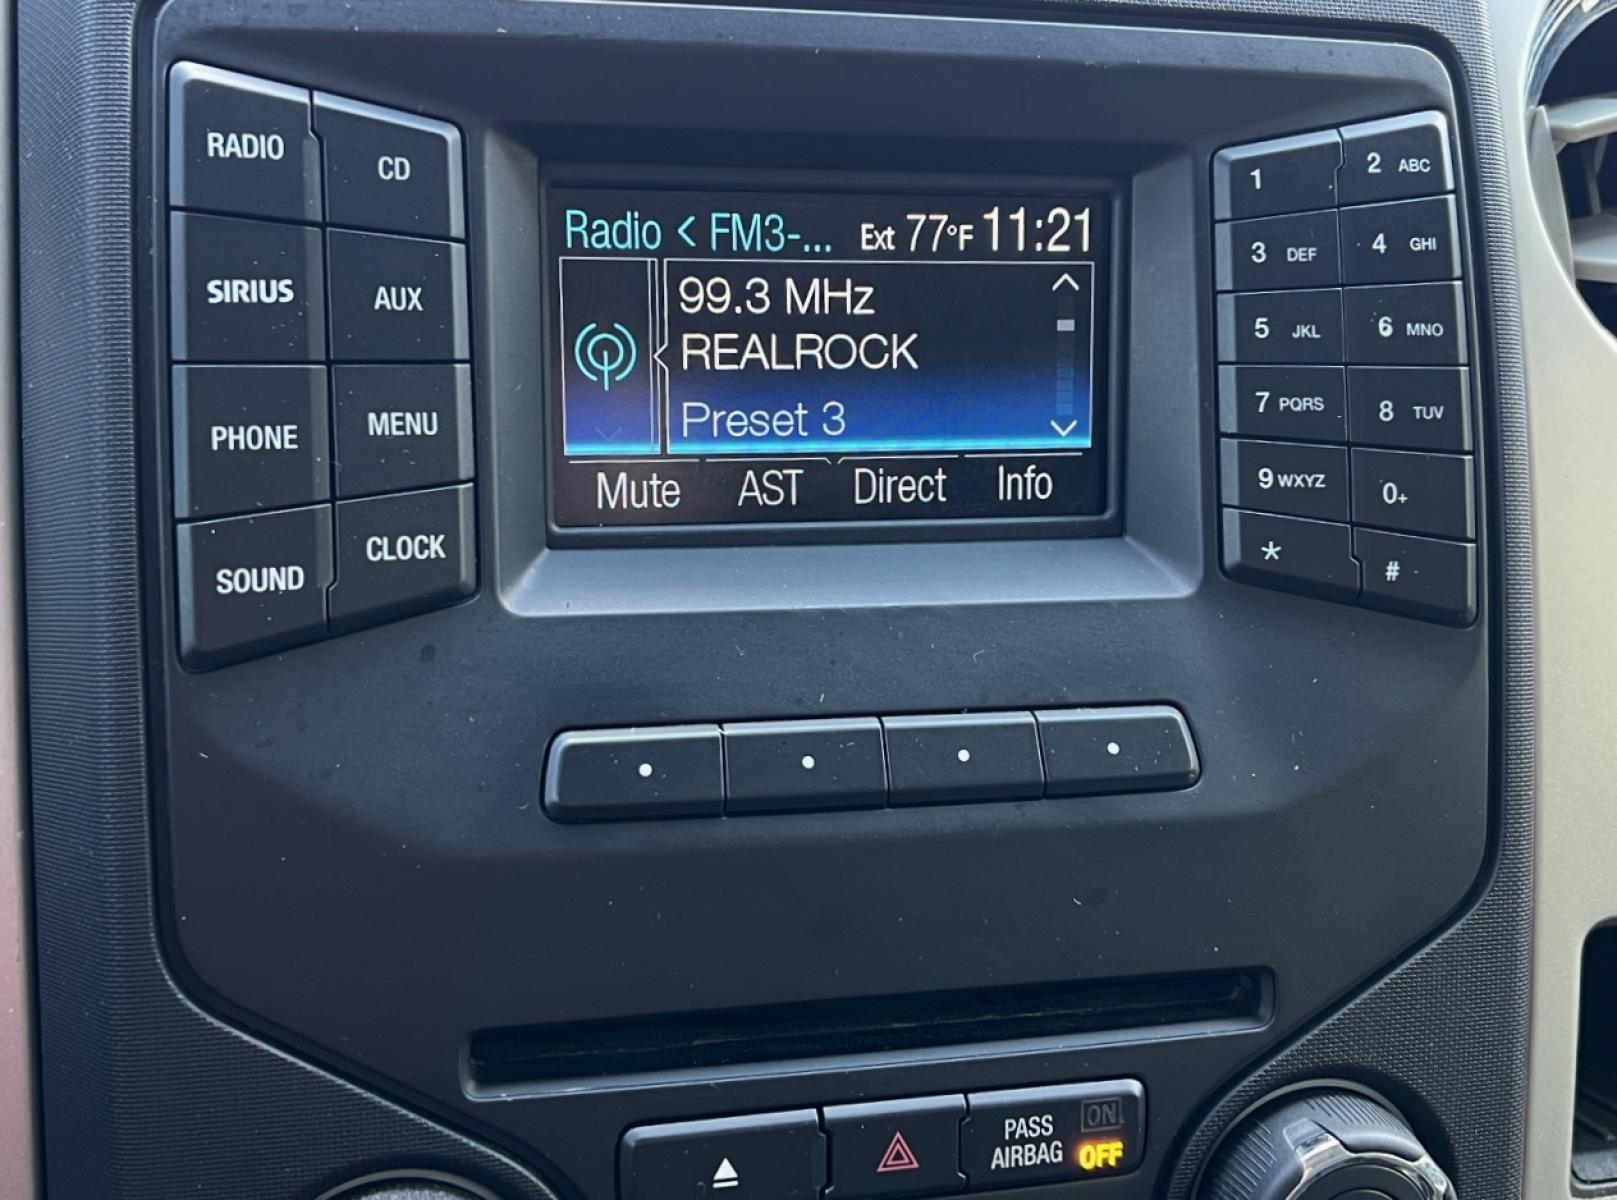 RADIO
CD
SIRIUS
AUX
PHONE
MENU
SOUND
CLOCK
Radio < FM3-... Ext 77°F 11:21
99.3 MHz
REALROCK
Preset 3
Mute AST Direct Info
1
2 ABC
3 DEF
4 GHI
5 JKL
6 MNO
7 PQRS
8 TUV
9 WXYZ
0+
*
#
PASS AIRBAG
ON
OFF